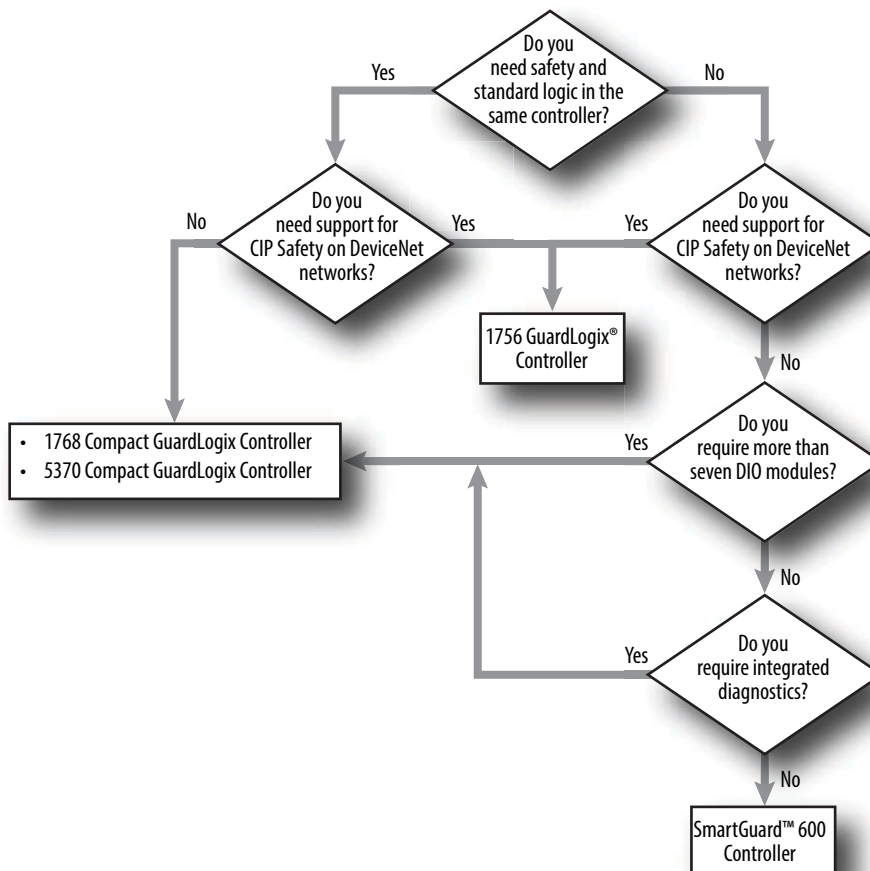 Do you
need safety and
standard logic in the
same controller?
Yes
No
Do you
need support for
CIP Safety on DeviceNet
networks?
No
Yes
Yes
Do you
need support for
CIP Safety on DeviceNet
networks?
1756 GuardLogix®
Controller
No
• 1768 Compact GuardLogix Controller
• 5370 Compact GuardLogix Controller
Yes
Do you
require more than
seven DIO modules?
No
Yes
Do you
require integrated
diagnostics?
No
SmartGuard™ 600
Controller